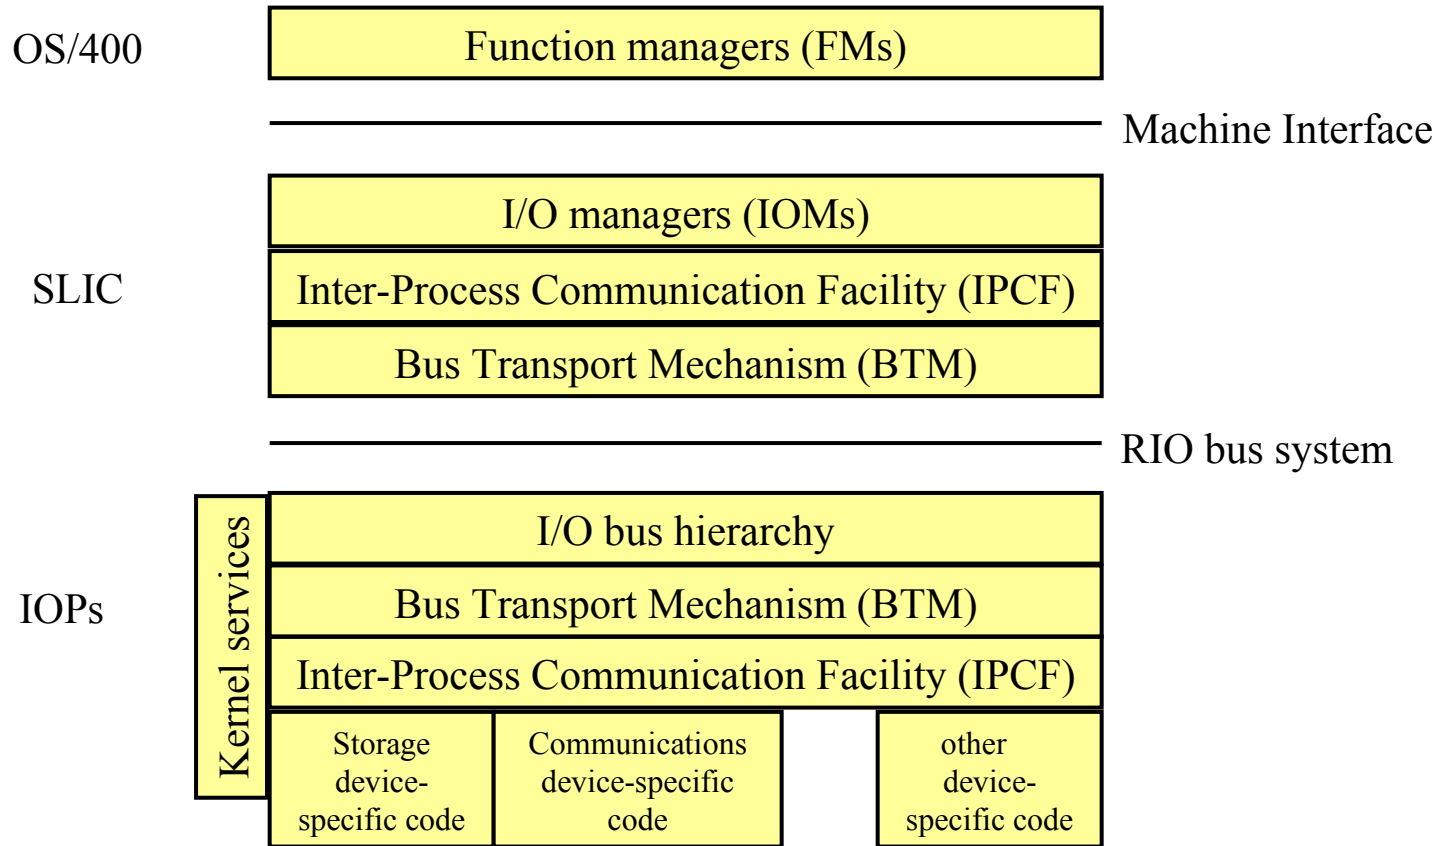 OS/400
Function managers (FMs)
Machine Interface
I/O managers (IOMs)
SLIC
Inter-Process Communication Facility (IPCF)
Bus Transport Mechanism (BTM)
RIO bus system
Kernel services
I/O bus hierarchy
IOPs
Bus Transport Mechanism (BTM)
Inter-Process Communication Facility (IPCF)
Storage
device-
specific code
Communications
device-specific
code
other
device-
specific code